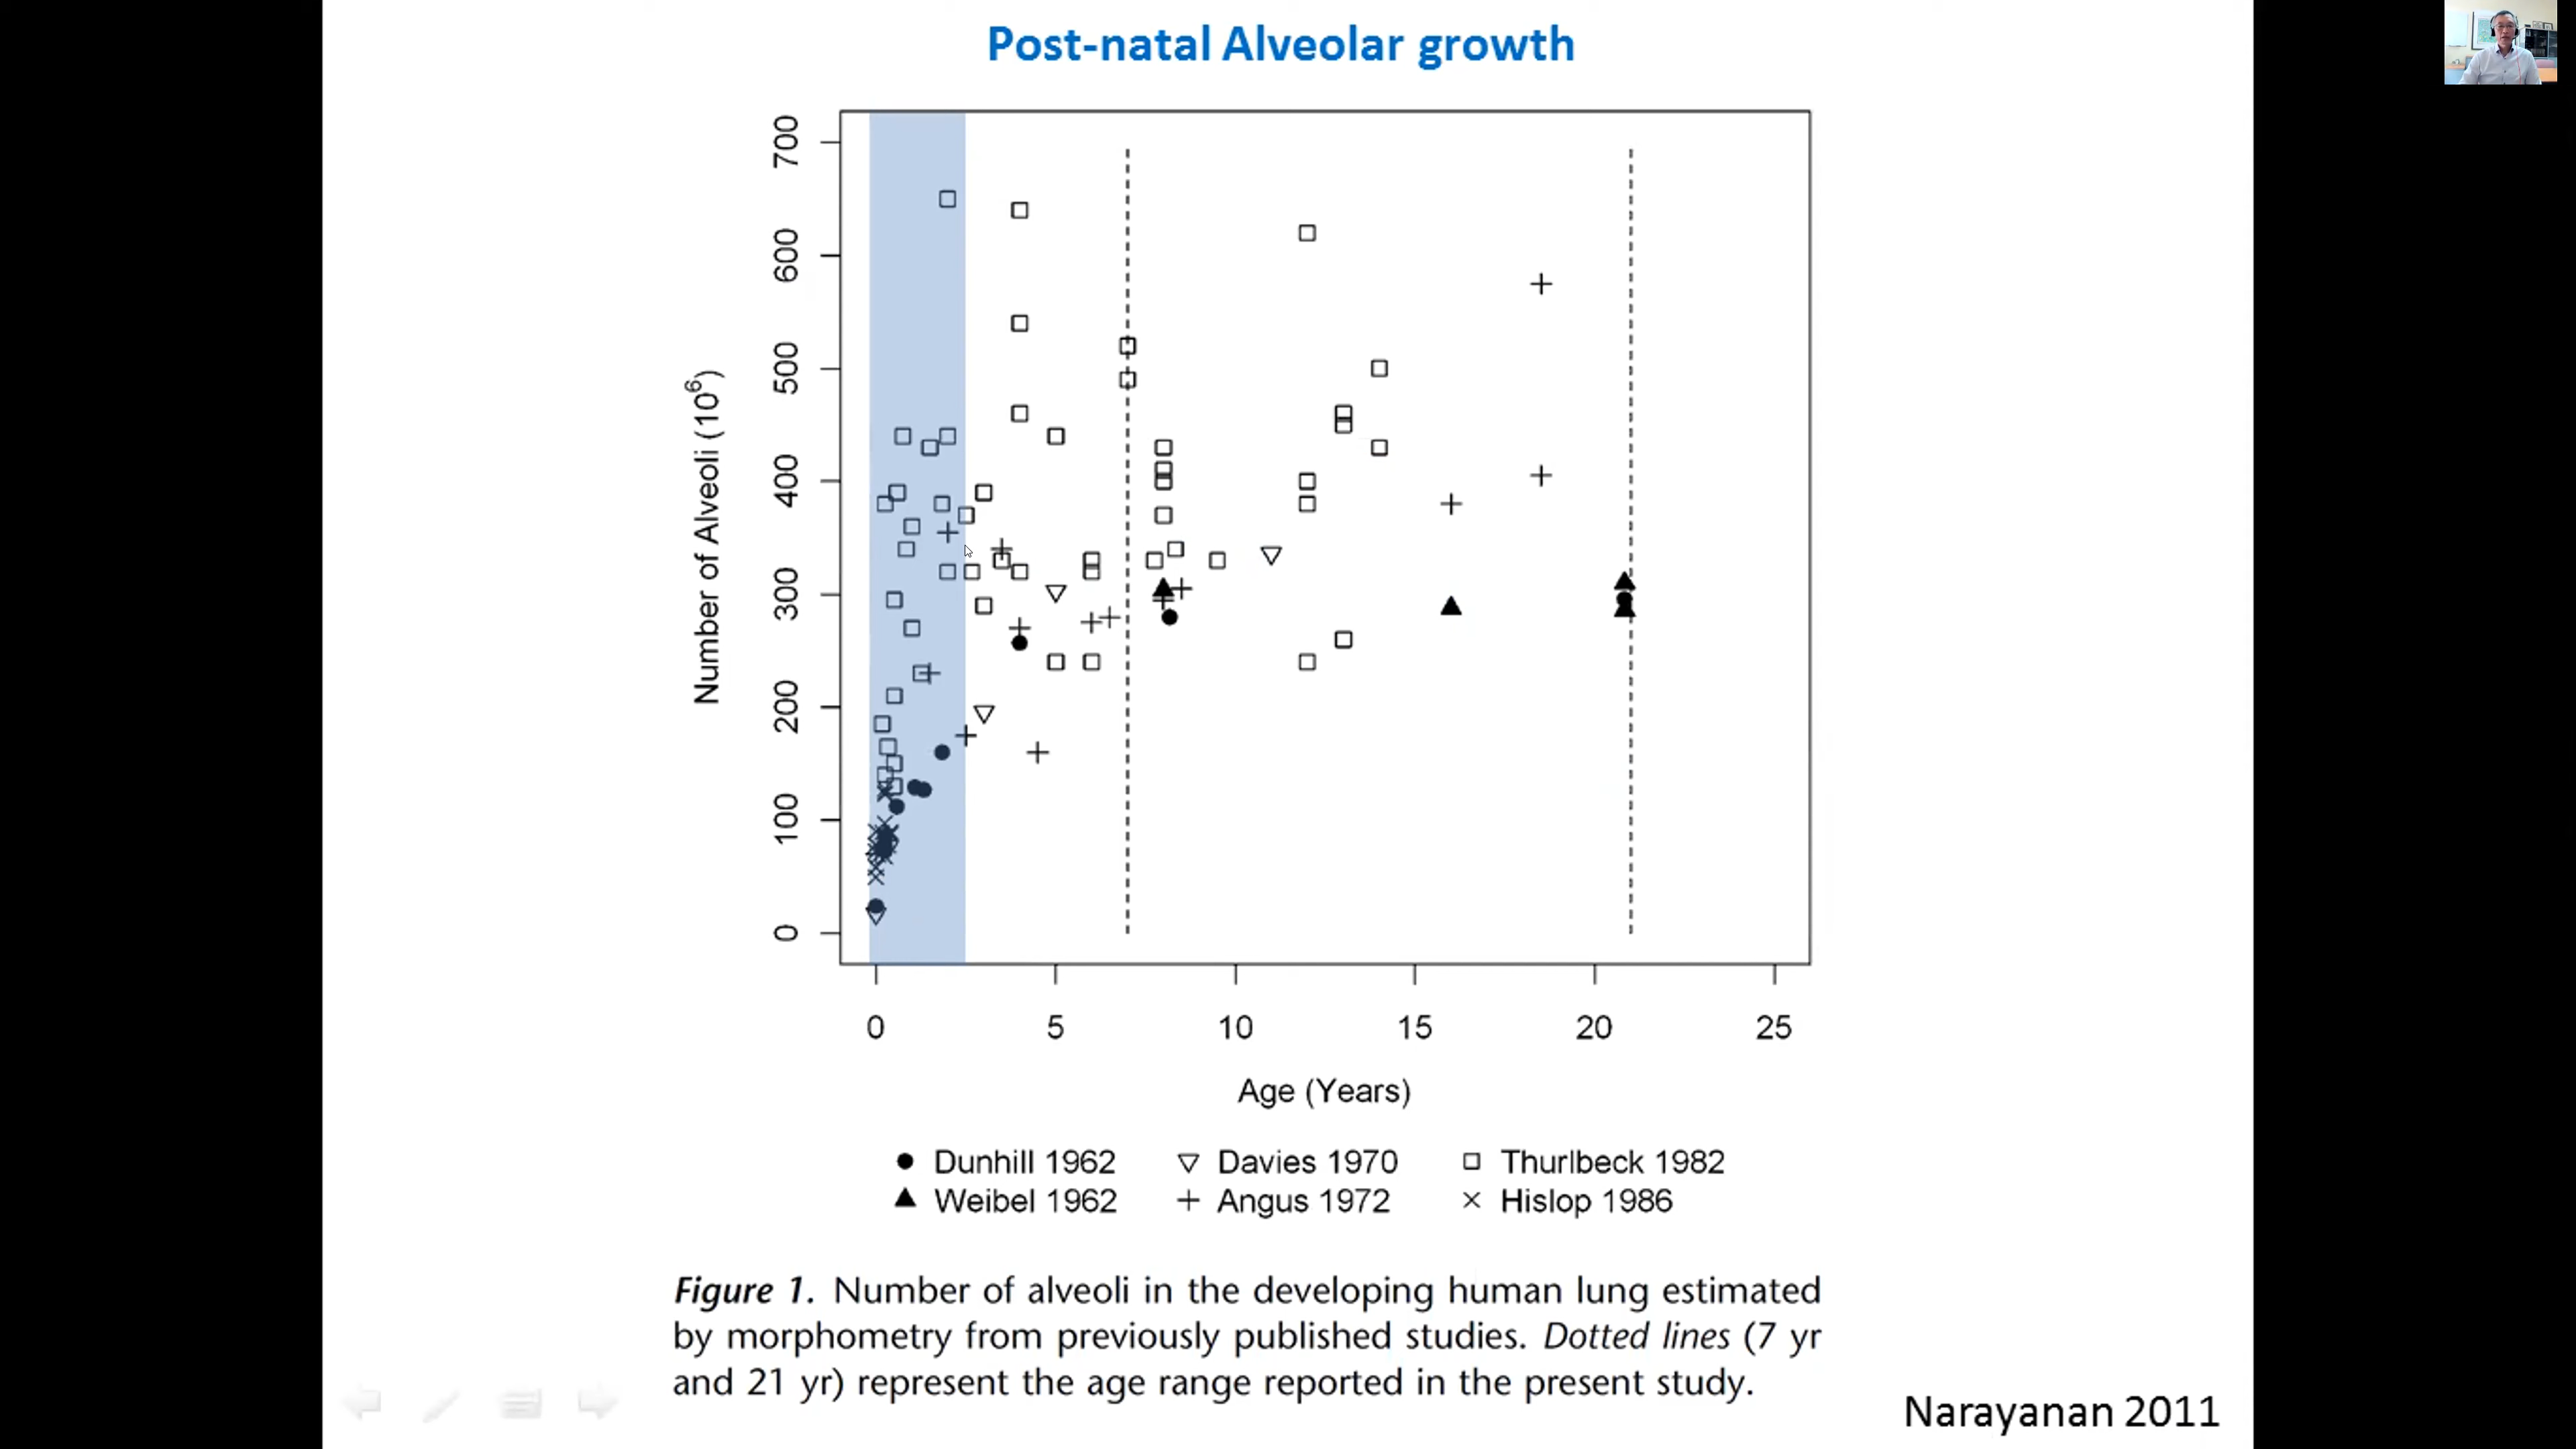 Post-natal Alveolar growth
Number of Alveoli (10⁶)
700
600
500
400
300
200
100
0
0 5 10 15 20 25
Age (Years)
Dunhill 1962 Davies 1970 Thurlbeck 1982
Weibel 1962 Angus 1972 Hislop 1986
Figure 1. Number of alveoli in the developing human lung estimated
by morphometry from previously published studies. Dotted lines (7 yr
and 21 yr) represent the age range reported in the present study.
Narayanan 2011